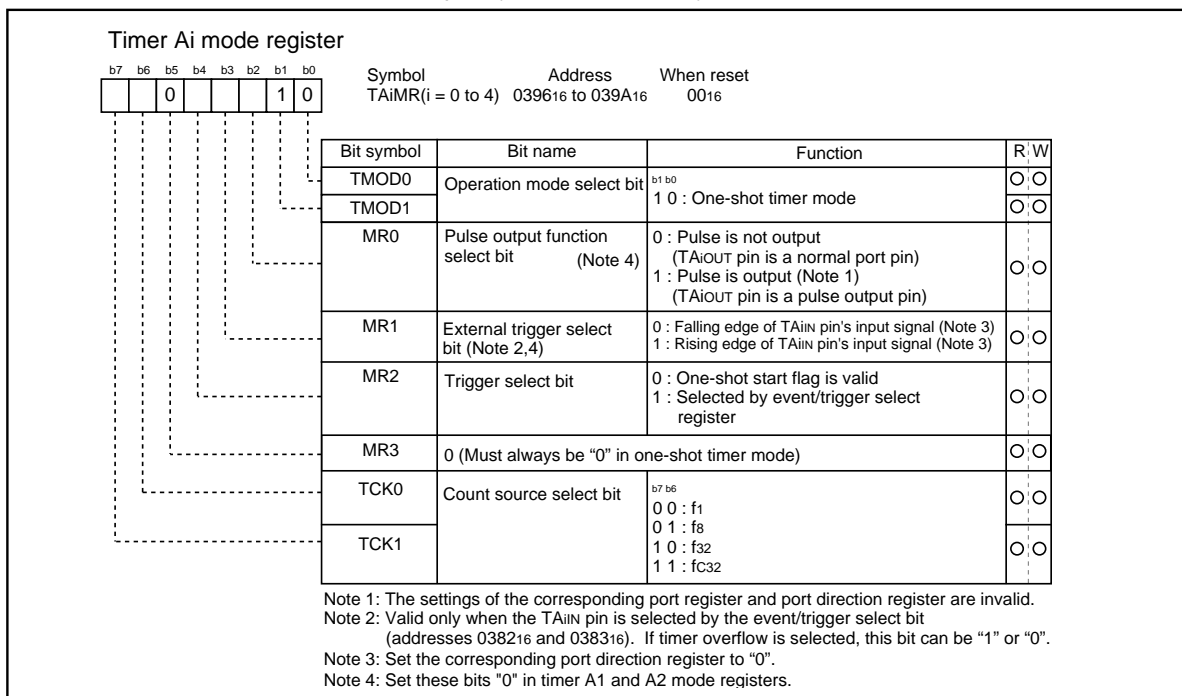 Timer Ai mode register
b7 b6 b5 b4 b3 b2 b1 b0
0 1 0
Symbol Address When reset
TAiMR(i = 0 to 4) 039616 to 039A16 0016
Bit symbol Bit name Function R W
TMOD0 Operation mode select bit b1 b0
1 0 : One-shot timer mode
TMOD1
MR0 Pulse output function select bit (Note 4)
0 : Pulse is not output
(TAiOUT pin is a normal port pin)
1 : Pulse is output (Note 1)
(TAiOUT pin is a pulse output pin)
MR1 External trigger select bit (Note 2,4)
0 : Falling edge of TAiIN pin's input signal (Note 3)
1 : Rising edge of TAiIN pin's input signal (Note 3)
MR2 Trigger select bit
0 : One-shot start flag is valid
1 : Selected by event/trigger select
register
MR3 0 (Must always be “0” in one-shot timer mode)
TCK0 Count source select bit
b7 b6
0 0 : f1
0 1 : f8
TCK1
1 0 : f32
1 1 : fC32
Note 1: The settings of the corresponding port register and port direction register are invalid.
Note 2: Valid only when the TAiIN pin is selected by the event/trigger select bit
(addresses 038216 and 038316). If timer overflow is selected, this bit can be “1” or “0”.
Note 3: Set the corresponding port direction register to “0”.
Note 4: Set these bits "0" in timer A1 and A2 mode registers.